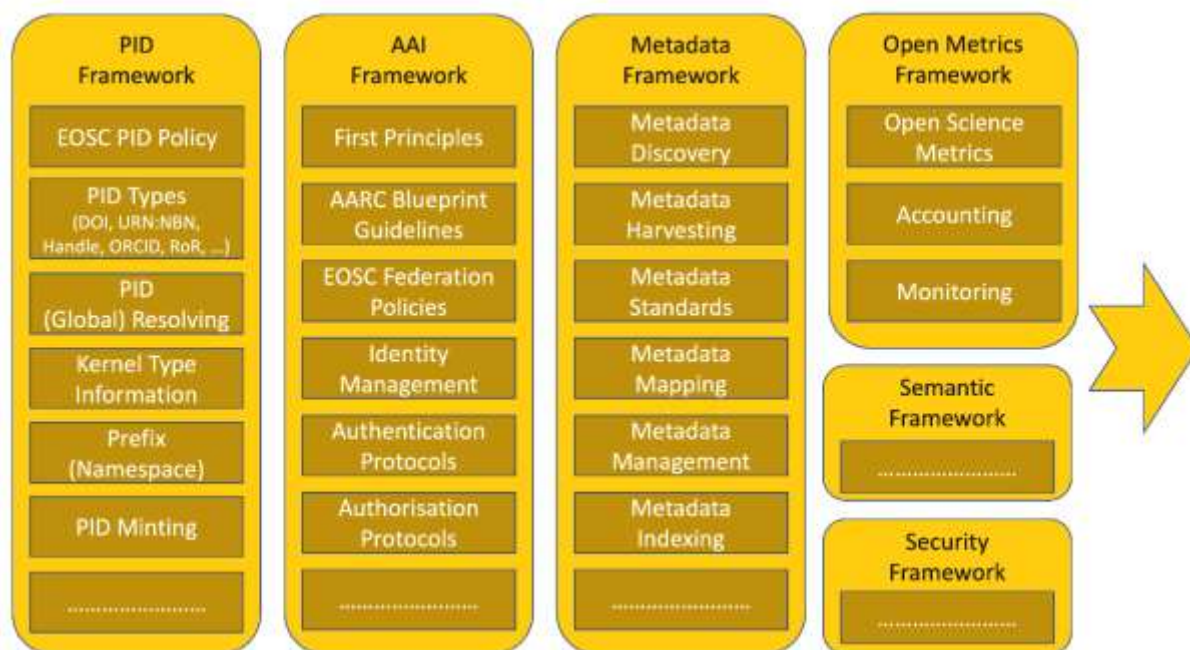 PID
Framework
EOSC PID Policy
PID Types
(DOI, URN:NBN,
Handle, ORCID, RoR, ...)
PID
(Global) Resolving
Kernel Type
Information
Prefix
(Namespace)
PID Minting
........................
AAI
Framework
First Principles
AARC Blueprint
Guidelines
EOSC Federation
Policies
Identity
Management
Authentication
Protocols
Authorisation
Protocols
........................
Metadata
Framework
Metadata
Discovery
Metadata
Harvesting
Metadata
Standards
Metadata
Mapping
Metadata
Management
Metadata
Indexing
........................
Open Metrics
Framework
Open Science
Metrics
Accounting
Monitoring
Semantic
Framework
........................
Security
Framework
........................